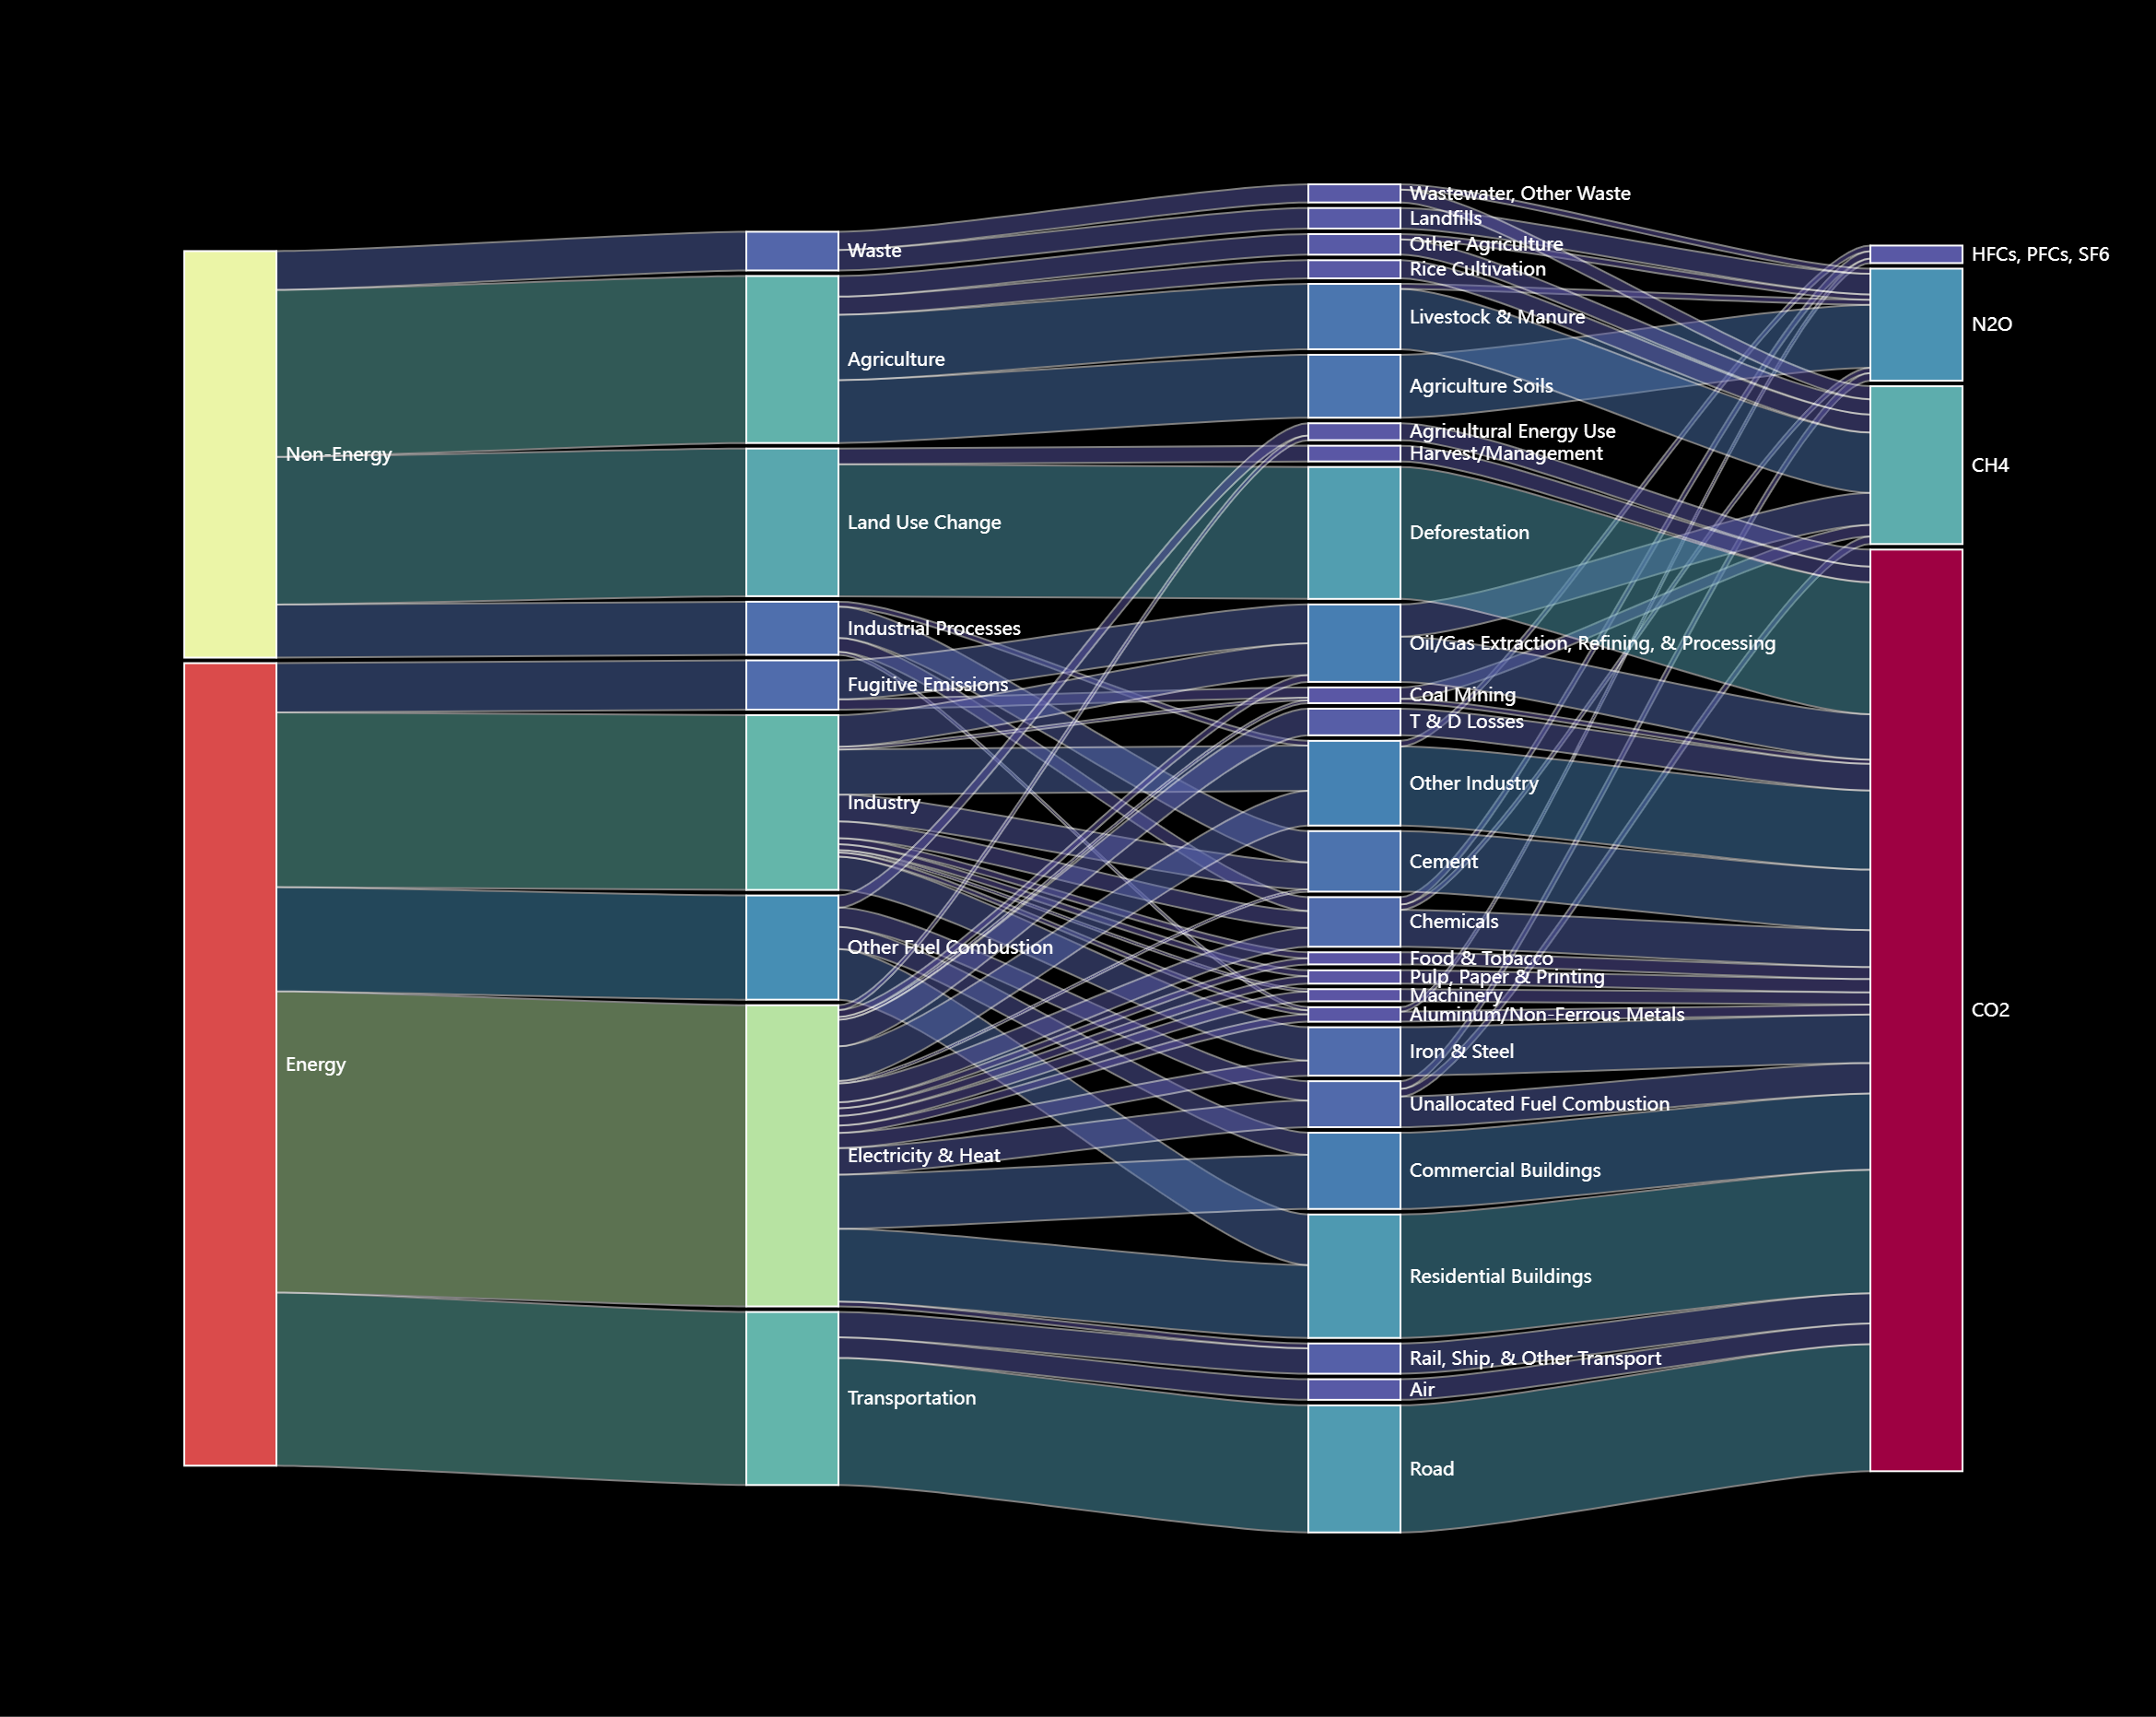 Non-Energy
Energy
Waste
Agriculture
Land Use Change
Industrial Processes
Fugitive Emissions
Industry
Other Fuel Combustion
Electricity & Heat
Transportation
Wastewater, Other Waste
Landfills
Other Agriculture
Rice Cultivation
Livestock & Manure
Agriculture Soils
Agricultural Energy Use
Harvest/Management
Deforestation
Oil/Gas Extraction, Refining, & Processing
Coal Mining
T & D Losses
Other Industry
Cement
Chemicals
Food & Tobacco
Pulp, Paper & Printing
Machinery
Aluminum/Non-Ferrous Metals
Iron & Steel
Unallocated Fuel Combustion
Commercial Buildings
Residential Buildings
Rail, Ship, & Other Transport
Air
Road
HFCs, PFCs, SF6
N2O
CH4
CO2